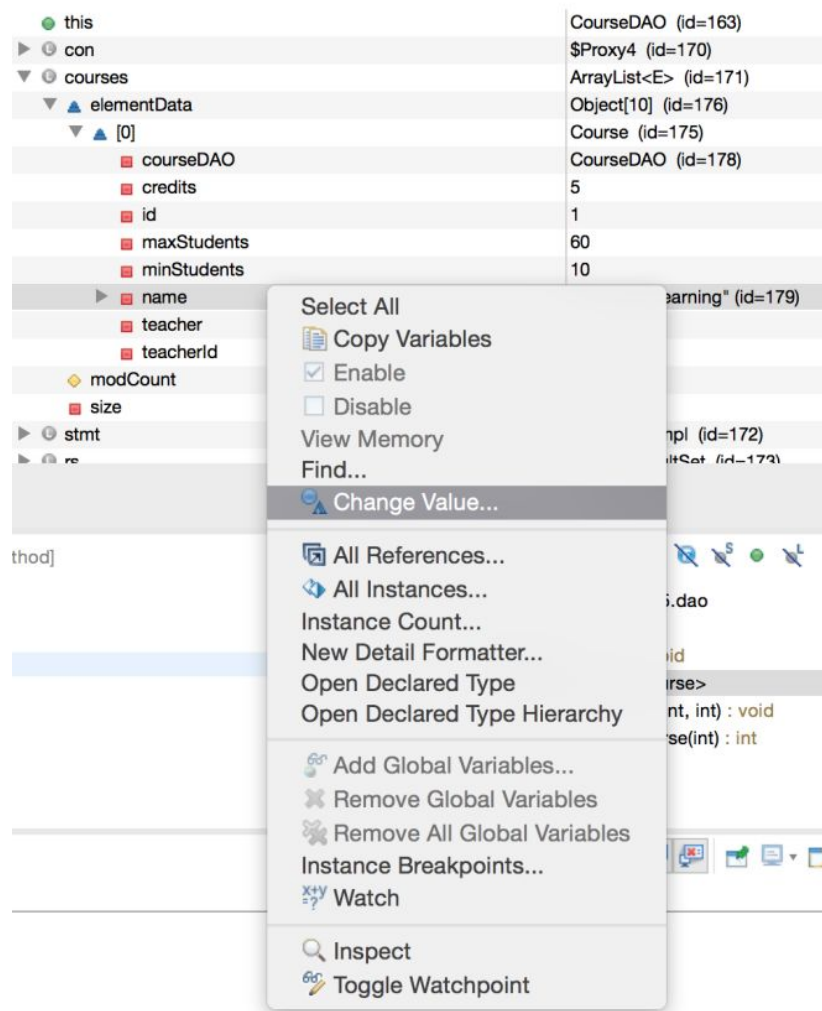 this CourseDAO (id=163)
con $Proxy4 (id=170)
courses ArrayList<E> (id=171)
elementData Object[10] (id=176)
[0] Course (id=175)
courseDAO CourseDAO (id=178)
credits 5
id 1
maxStudents 60
minStudents 10
name earning" (id=179)
teacher
teacherId
modCount
size
stmt (id=172)
rs ltSet (id=173)
Select All
Copy Variables
Enable
Disable
View Memory
Find...
Change Value...
All References...
All Instances...
Instance Count...
New Detail Formatter...
Open Declared Type
Open Declared Type Hierarchy
Add Global Variables...
Remove Global Variables
Remove All Global Variables
Instance Breakpoints...
Watch
Inspect
Toggle Watchpoint
thod]
.dao
id
rse>
nt, int) : void
se(int) : int